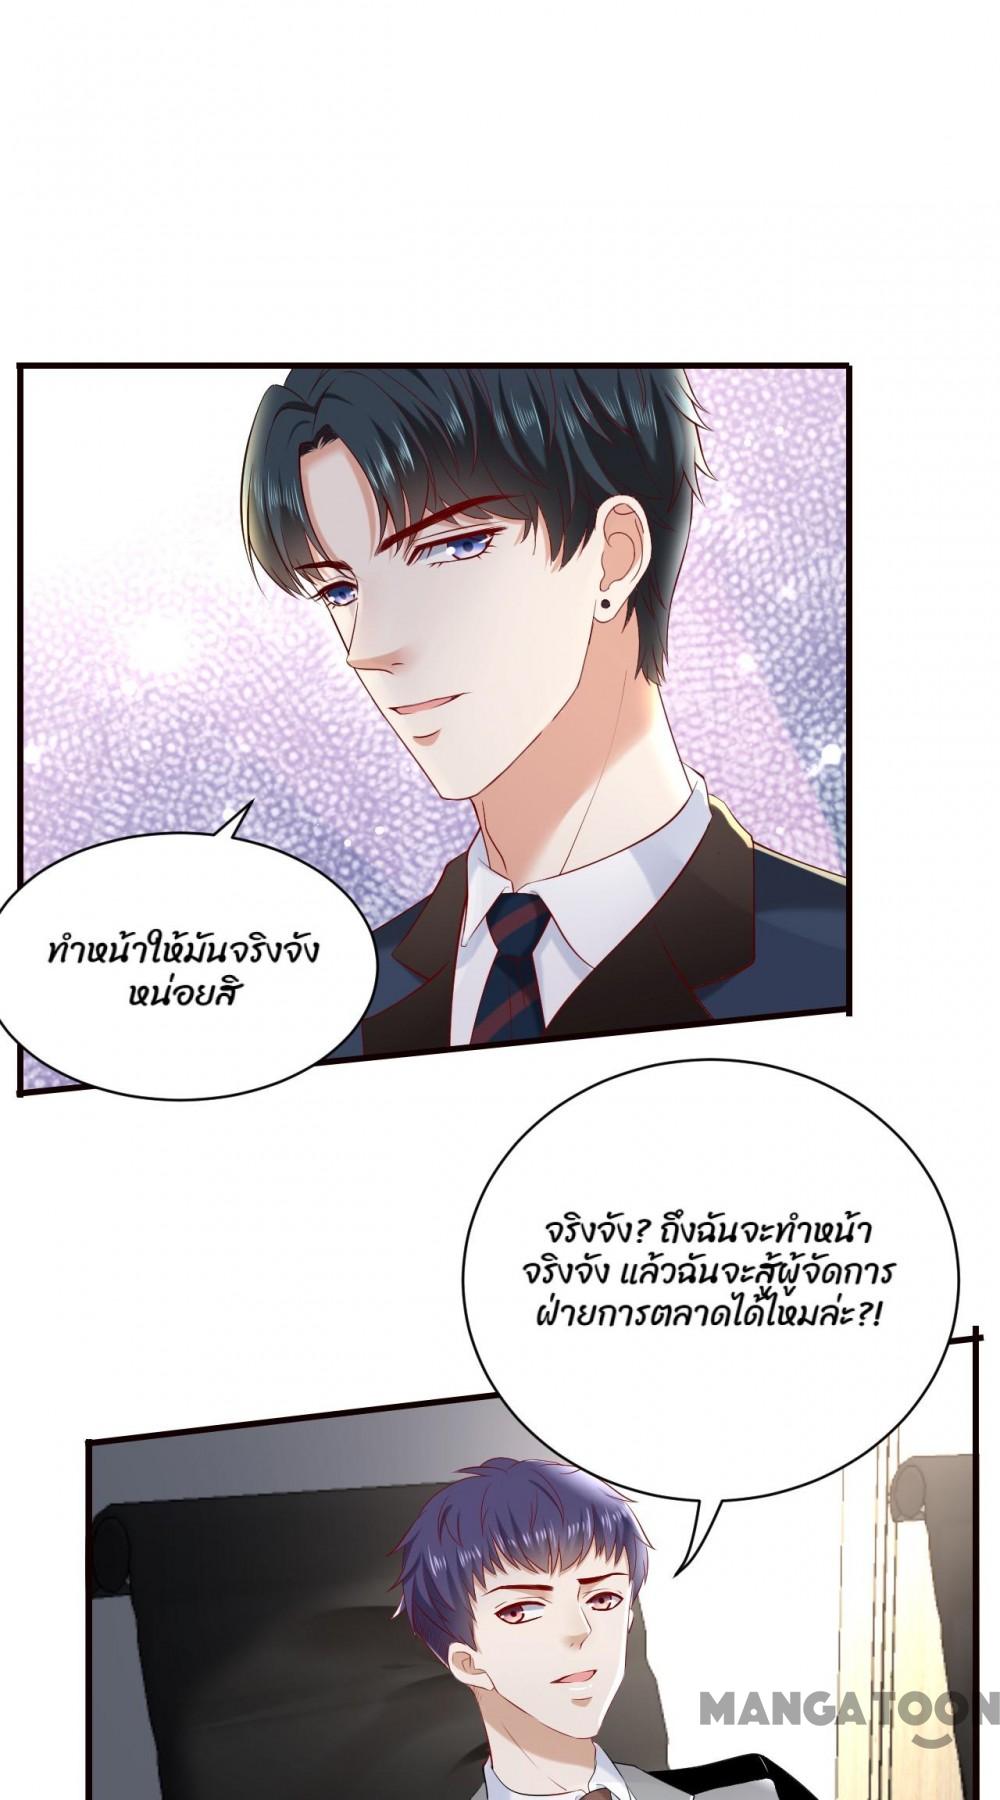 ทำหน้าให้มันจริงจัง
หน่อยสิ
จริงจัง? ถึงฉันจะทำหน้า
จริงจัง แล้วฉันจะสู้ผู้จัดการ
ฝ่ายการตลาดได้ไหมล่ะ?!
MANGATOON